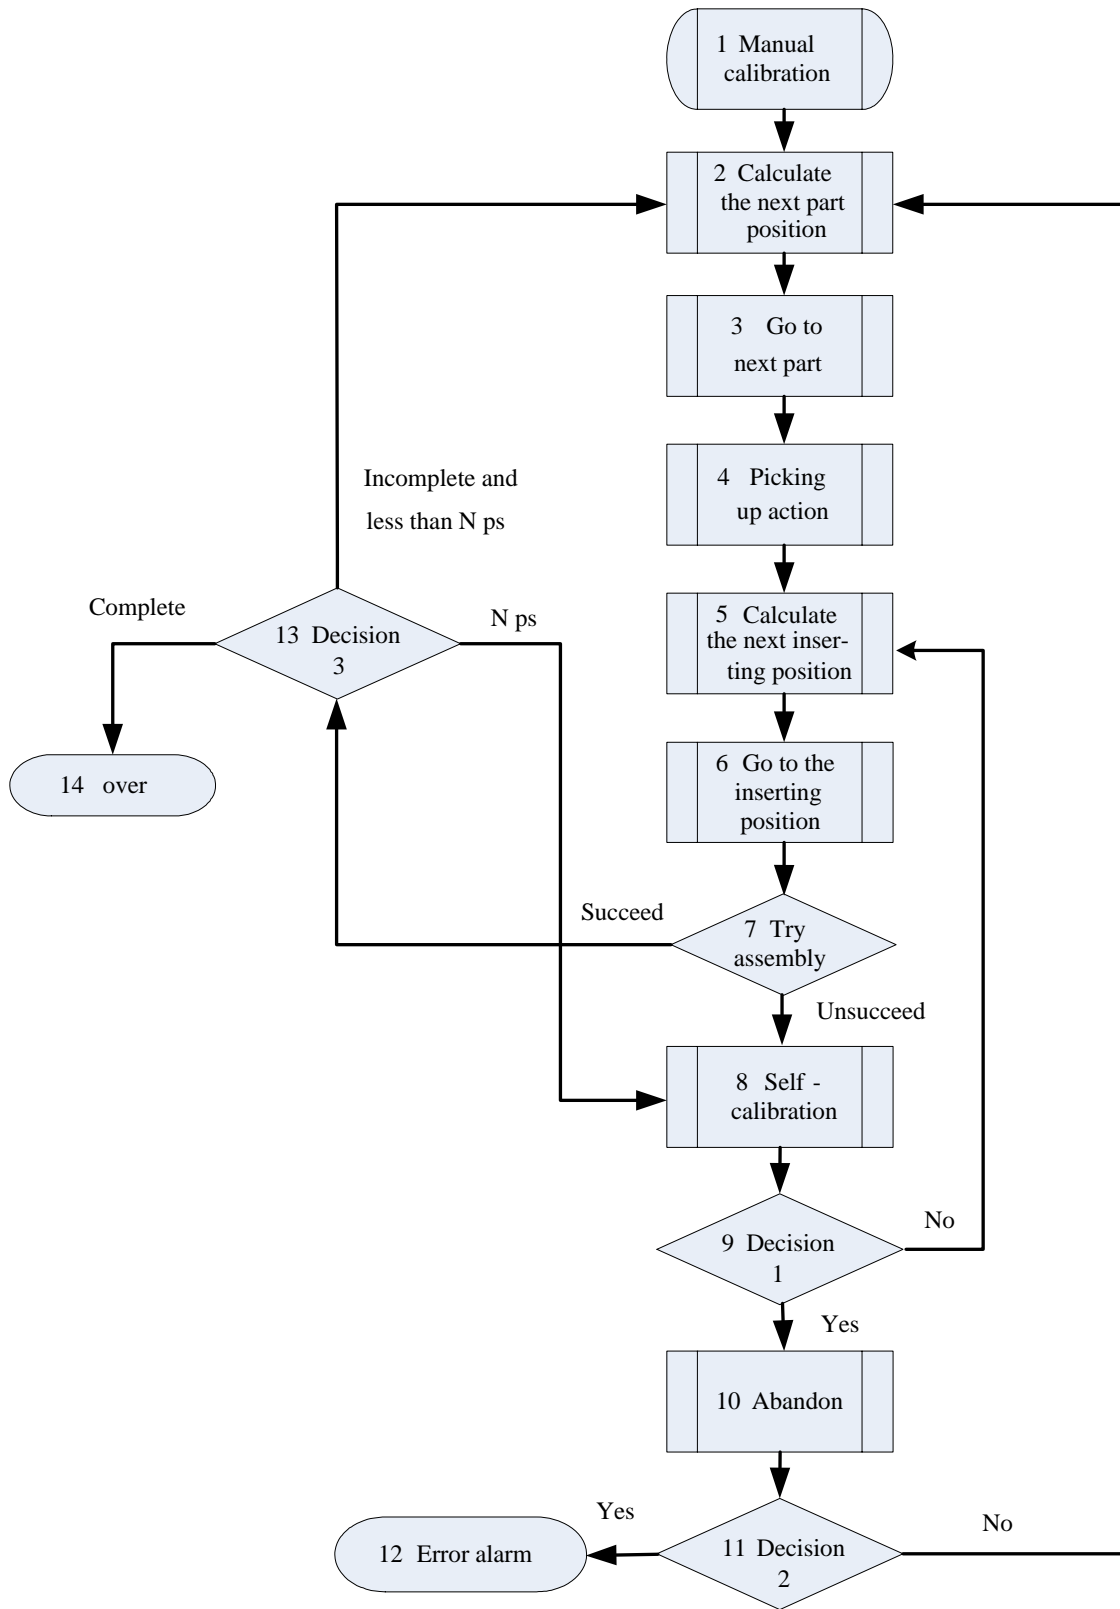 1 Manual
calibration
2 Calculate
the next part
position
3 Go to
next part
4 Picking
up action
Incomplete and
less than N ps
Complete
13 Decision
3
N ps
5 Calculate
the next inser-
ting position
14 over
6 Go to the
inserting
position
Succeed
7 Try
assembly
Unsucceed
8 Self -
calibration
9 Decision
1
No
Yes
10 Abandon
Yes
12 Error alarm
11 Decision
2
No